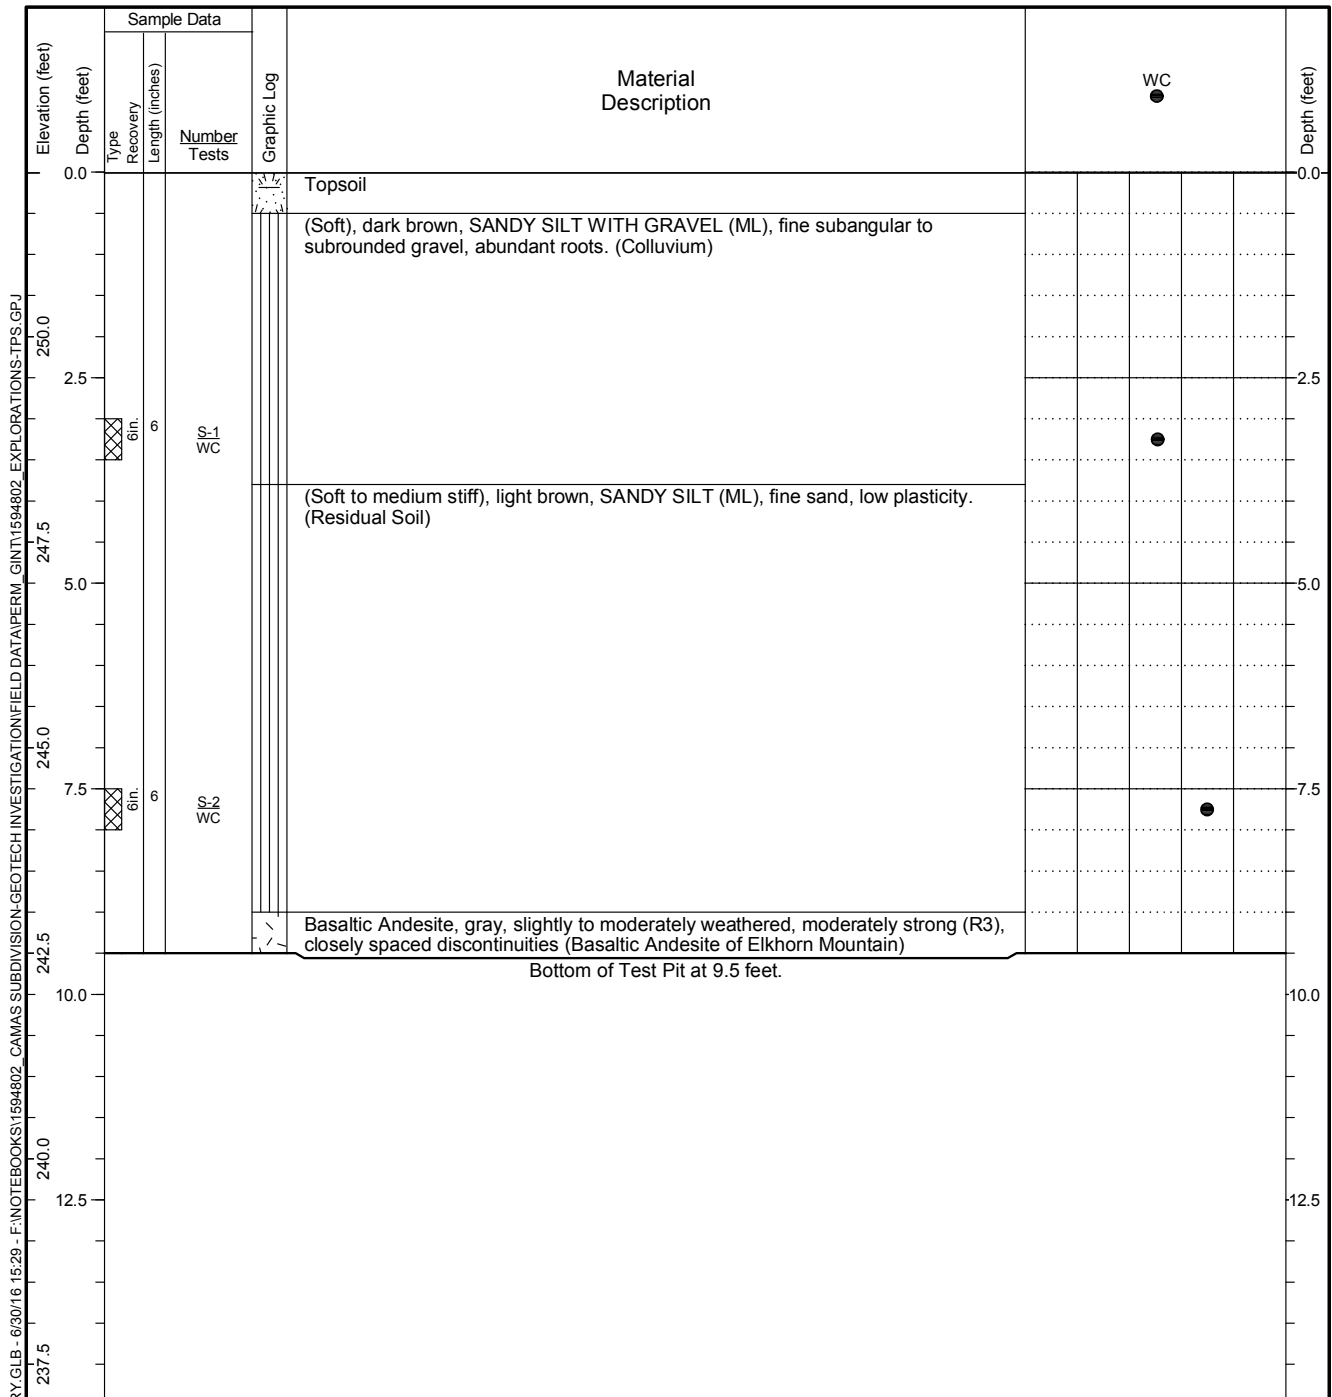 Sample Data
Elevation (feet)
Depth (feet)
Type
Recovery
Length (inches)
Number
Tests
Graphic Log
Material
Description
WC
Depth (feet)
0.0
Topsoil
0.0
(Soft), dark brown, SANDY SILT WITH GRAVEL (ML), fine subangular to
subrounded gravel, abundant roots. (Colluvium)
250.0
2.5
2.5
6in.
6
S-1
WC
(Soft to medium stiff), light brown, SANDY SILT (ML), fine sand, low plasticity.
(Residual Soil)
247.5
5.0
5.0
245.0
7.5
7.5
6in.
6
S-2
WC
Basaltic Andesite, gray, slightly to moderately weathered, moderately strong (R3),
closely spaced discontinuities (Basaltic Andesite of Elkhorn Mountain)
242.5
Bottom of Test Pit at 9.5 feet.
10.0
10.0
240.0
12.5
12.5
237.5
RY.GLB - 6/30/16 15:29 - F:\NOTEBOOKS\1594802_CAMAS SUBDIVISION-GEOTECH INVESTIGATION\FIELD DATA\PERM_GINT\1594802_EXPLORATIONS-TPS.GPJ